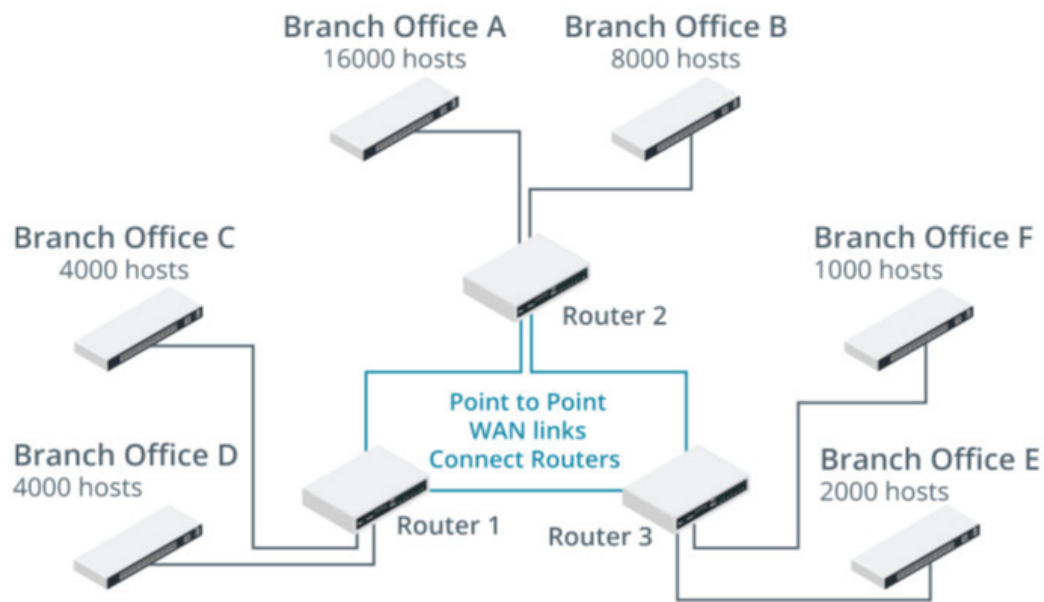 Branch Office A
16000 hosts
Branch Office B
8000 hosts
Branch Office C
4000 hosts
Branch Office F
1000 hosts
Router 2
Point to Point
WAN links
Connect Routers
Branch Office D
4000 hosts
Branch Office E
2000 hosts
Router 1
Router 3